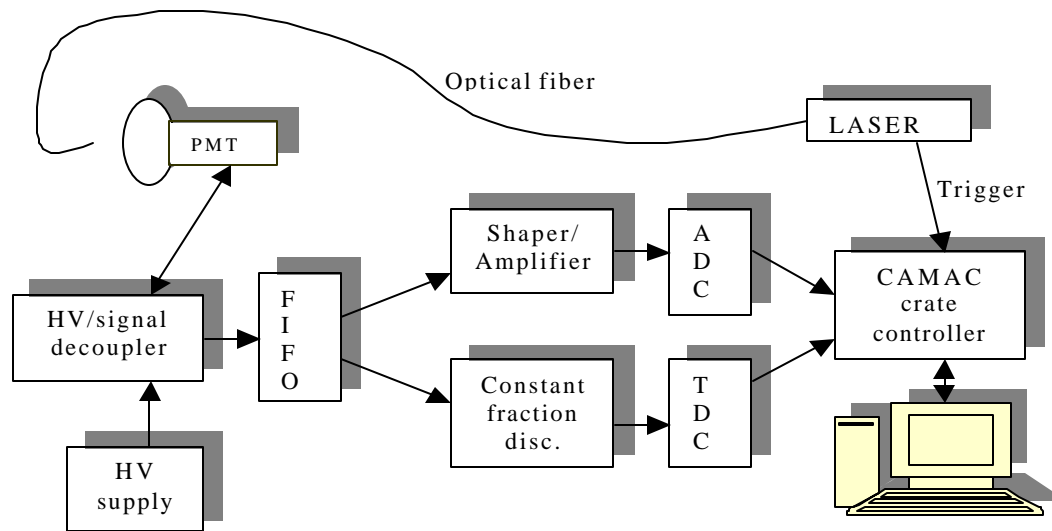 Optical fiber
PMT
LASER
Trigger
Shaper/
Amplifier
A
D
C
CAMAC
crate
controller
HV/signal
decoupler
F
I
F
O
Constant
fraction
disc.
T
D
C
HV
supply